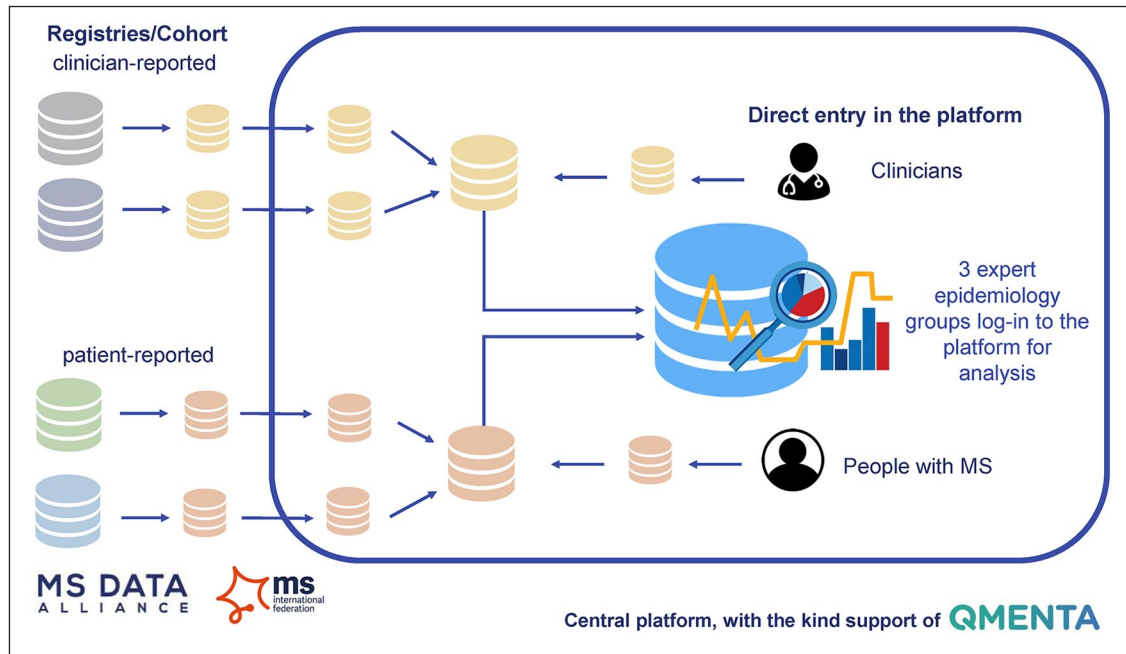 Registries/Cohort
clinician-reported
Direct entry in the platform
Clinicians
3 expert
epidemiology
groups log-in to the
platform for
analysis
patient-reported
People with MS
MS DATA
ALLIANCE
ms
international
federation
Central platform, with the kind support of QMENTA